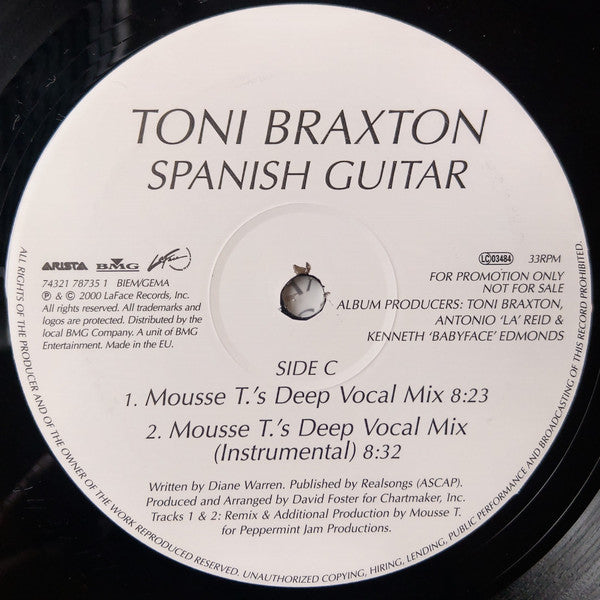 TONI BRAXTON
SPANISH GUITAR
ARISTA BMG LaFace
74321 78735 1 BIEM/GEMA
℗ & © 2000 LaFace Records, Inc.
All rights reserved. All trademarks and
logos are protected. Distributed by the
local BMG Company. A unit of BMG
Entertainment. Made in the EU.
LC03484 33RPM
FOR PROMOTION ONLY
NOT FOR SALE
ALBUM PRODUCERS: TONI BRAXTON,
ANTONIO 'LA' REID &
KENNETH 'BABYFACE' EDMONDS
SIDE C
1. Mousse T.'s Deep Vocal Mix 8:23
2. Mousse T.'s Deep Vocal Mix
(Instrumental) 8:32
Written by Diane Warren. Published by Realsongs (ASCAP).
Produced and Arranged by David Foster for Chartmaker, Inc.
Tracks 1 & 2: Remix & Additional Production by Mousse T.
for Peppermint Jam Productions.
ALL RIGHTS OF THE PRODUCER AND OF THE OWNER OF THE WORK REPRODUCED RESERVED. UNAUTHORIZED COPYING, HIRING, LENDING, PUBLIC PERFORMANCE AND BROADCASTING OF THIS RECORD PROHIBITED.